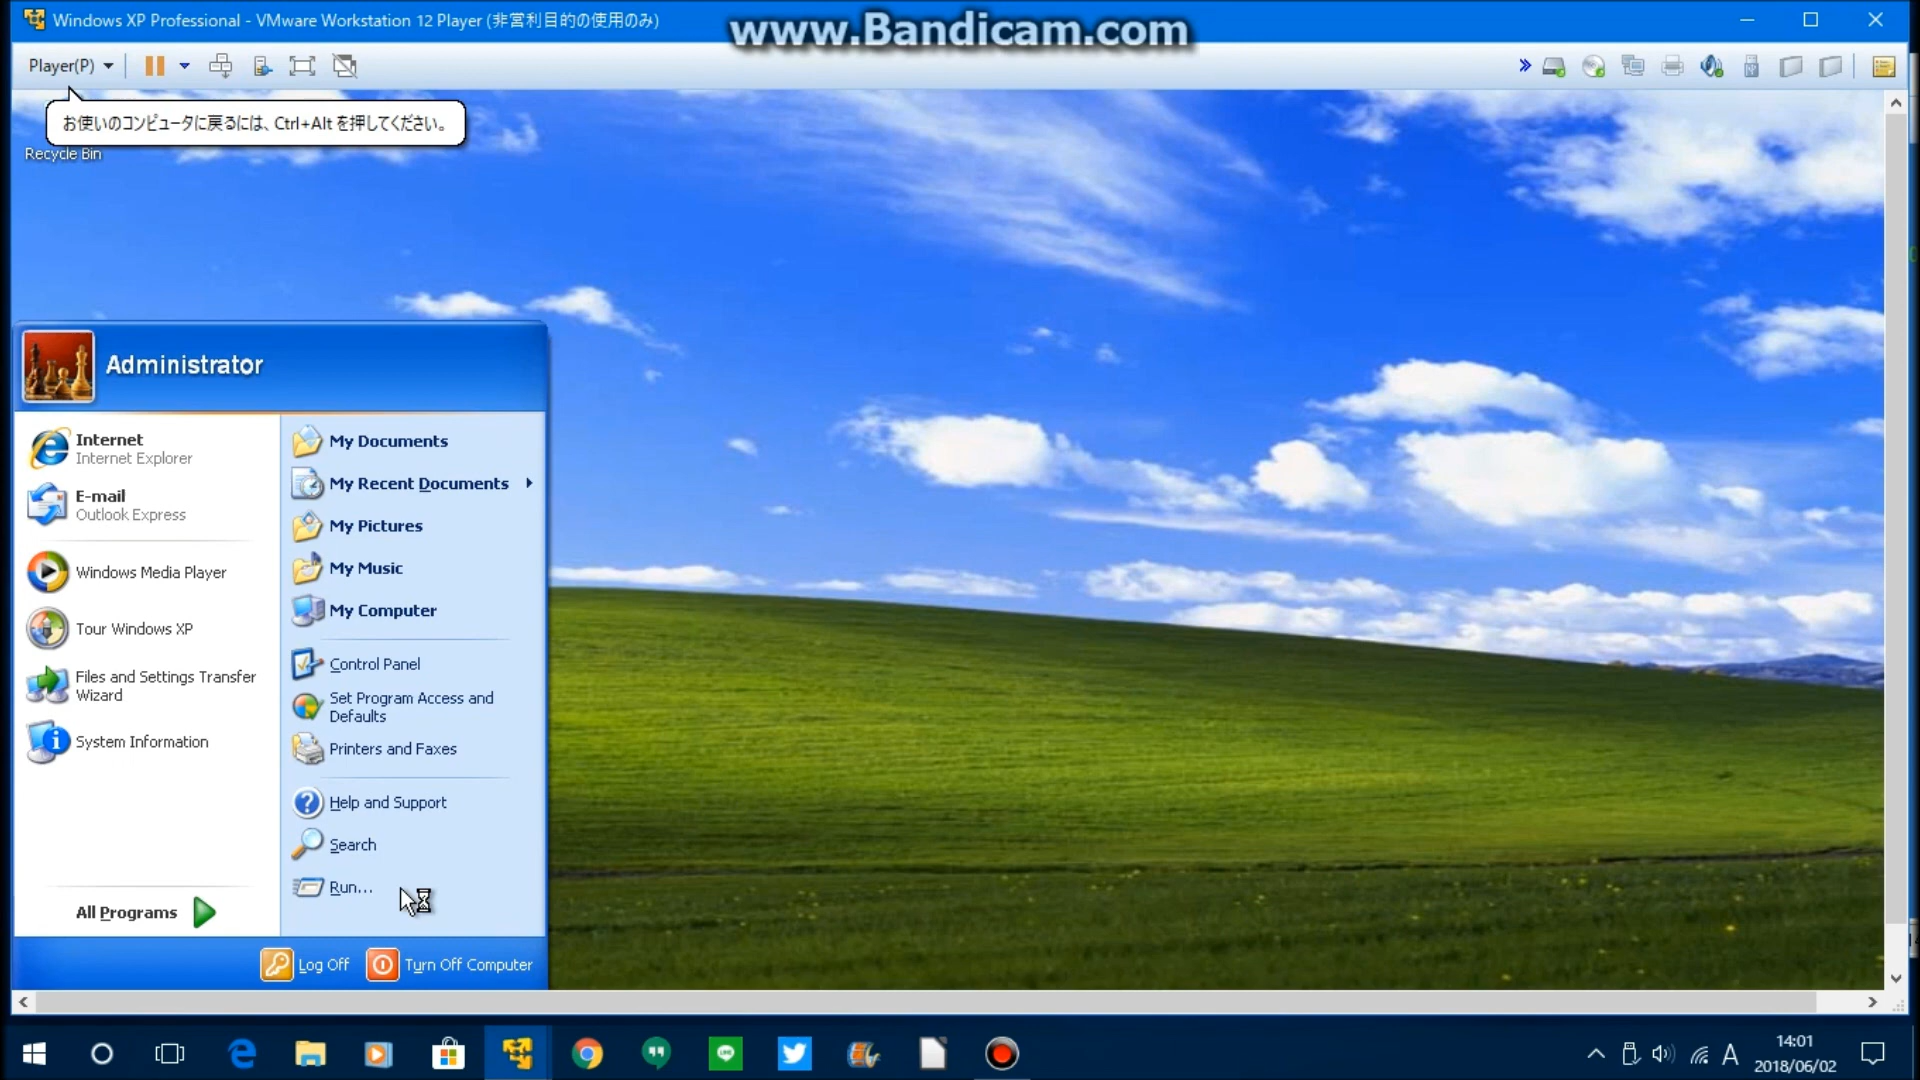 Windows XP Professional - VMware Workstation 12 Player (非営利目的の使用のみ)
www.Bandicam.com
Player(P)
お使いのコンピュータに戻るには、Ctrl+Alt を押してください。
Recycle Bin
Administrator
Internet
Internet Explorer
E-mail
Outlook Express
Windows Media Player
Tour Windows XP
Files and Settings Transfer
Wizard
System Information
All Programs
My Documents
My Recent Documents
My Pictures
My Music
My Computer
Control Panel
Set Program Access and
Defaults
Printers and Faxes
Help and Support
Search
Run...
Log Off
Turn Off Computer
A
14:01
2018/06/02